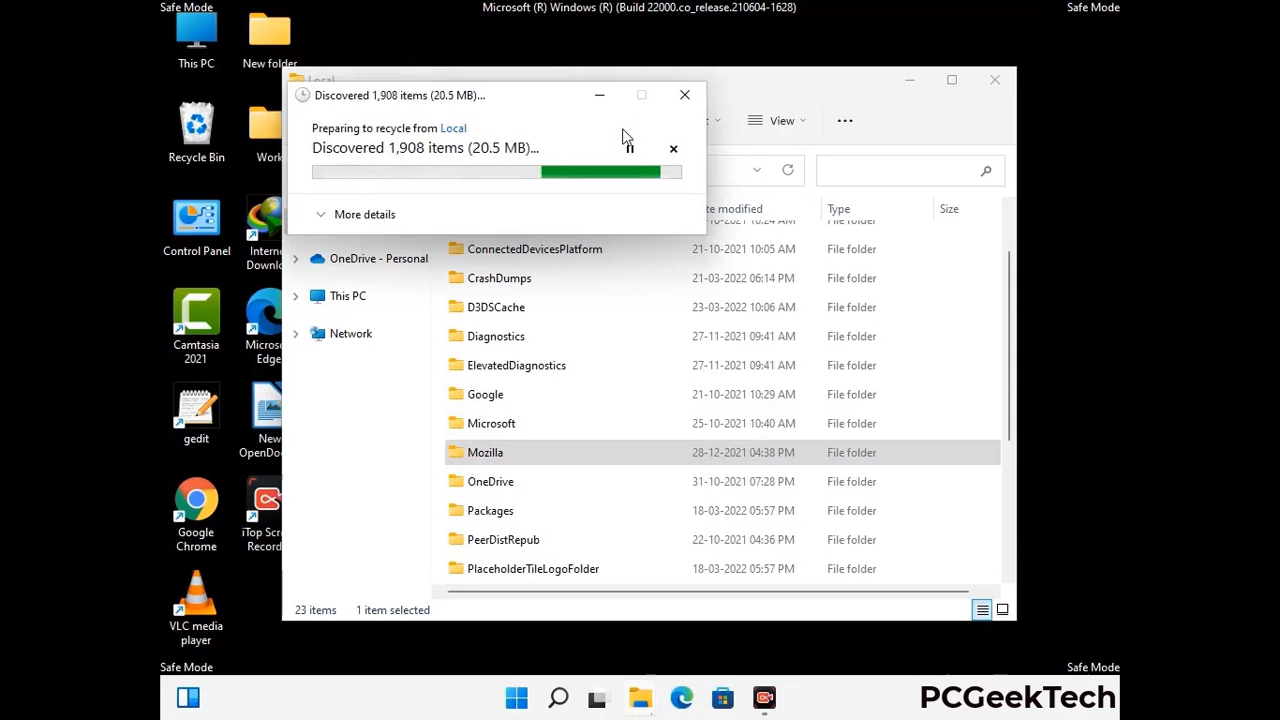 Safe Mode
Microsoft (R) Windows (R) (Build 22000.co_release.210604-1628)
Safe Mode
This PC
New folder
Recycle Bin
Work
Control Panel
Camtasia
2021
gedit
New
Google
Chrome
VLC media
player
Local
Discovered 1,908 items (20.5 MB)...
Preparing to recycle from Local
Discovered 1,908 items (20.5 MB)...
More details
View
Type
Size
OneDrive - Personal
This PC
Network
ConnectedDevicesPlatform 21-10-2021 10:05 AM File folder
CrashDumps 21-03-2022 06:14 PM File folder
D3DSCache 23-03-2022 10:06 AM File folder
Diagnostics 27-11-2021 09:41 AM File folder
ElevatedDiagnostics 27-11-2021 09:41 AM File folder
Google 21-10-2021 10:29 AM File folder
Microsoft 25-10-2021 10:40 AM File folder
Mozilla 28-12-2021 04:38 PM File folder
OneDrive 31-10-2021 07:28 PM File folder
Packages 18-03-2022 05:57 PM File folder
PeerDistRepub 22-10-2021 04:36 PM File folder
PlaceholderTileLogoFolder 18-03-2022 05:57 PM File folder
23 items 1 item selected
Safe Mode
Safe Mode
PCGeekTech